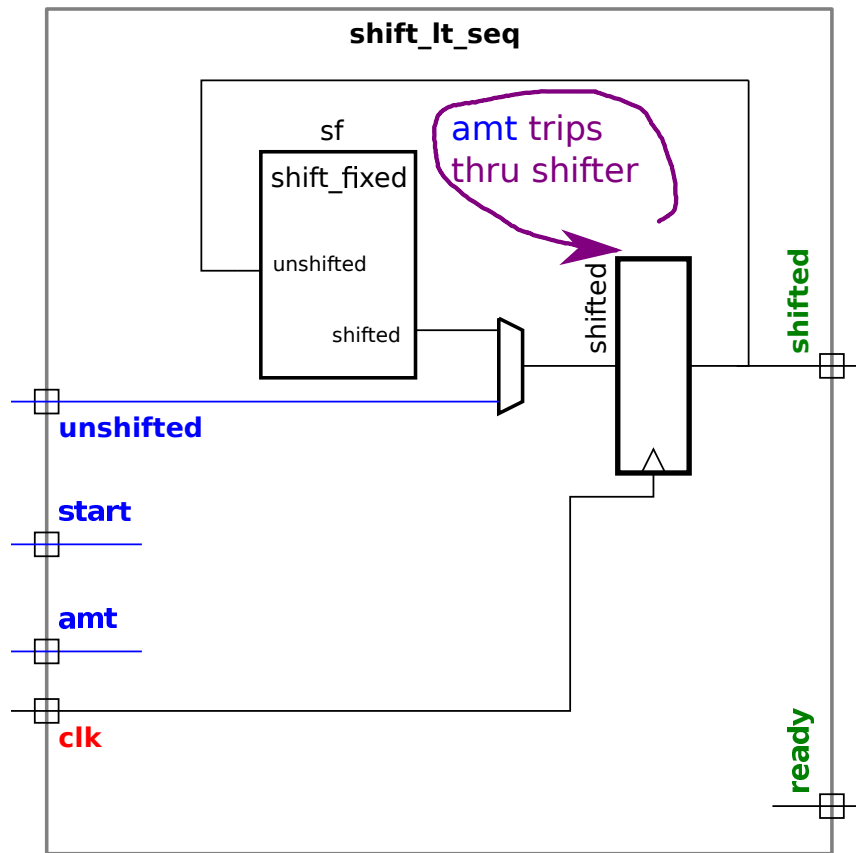 shift_lt_seq
sf
amt trips
thru shifter
shift_fixed
unshifted
shifted
shifted
shifted
unshifted
start
amt
clk
ready